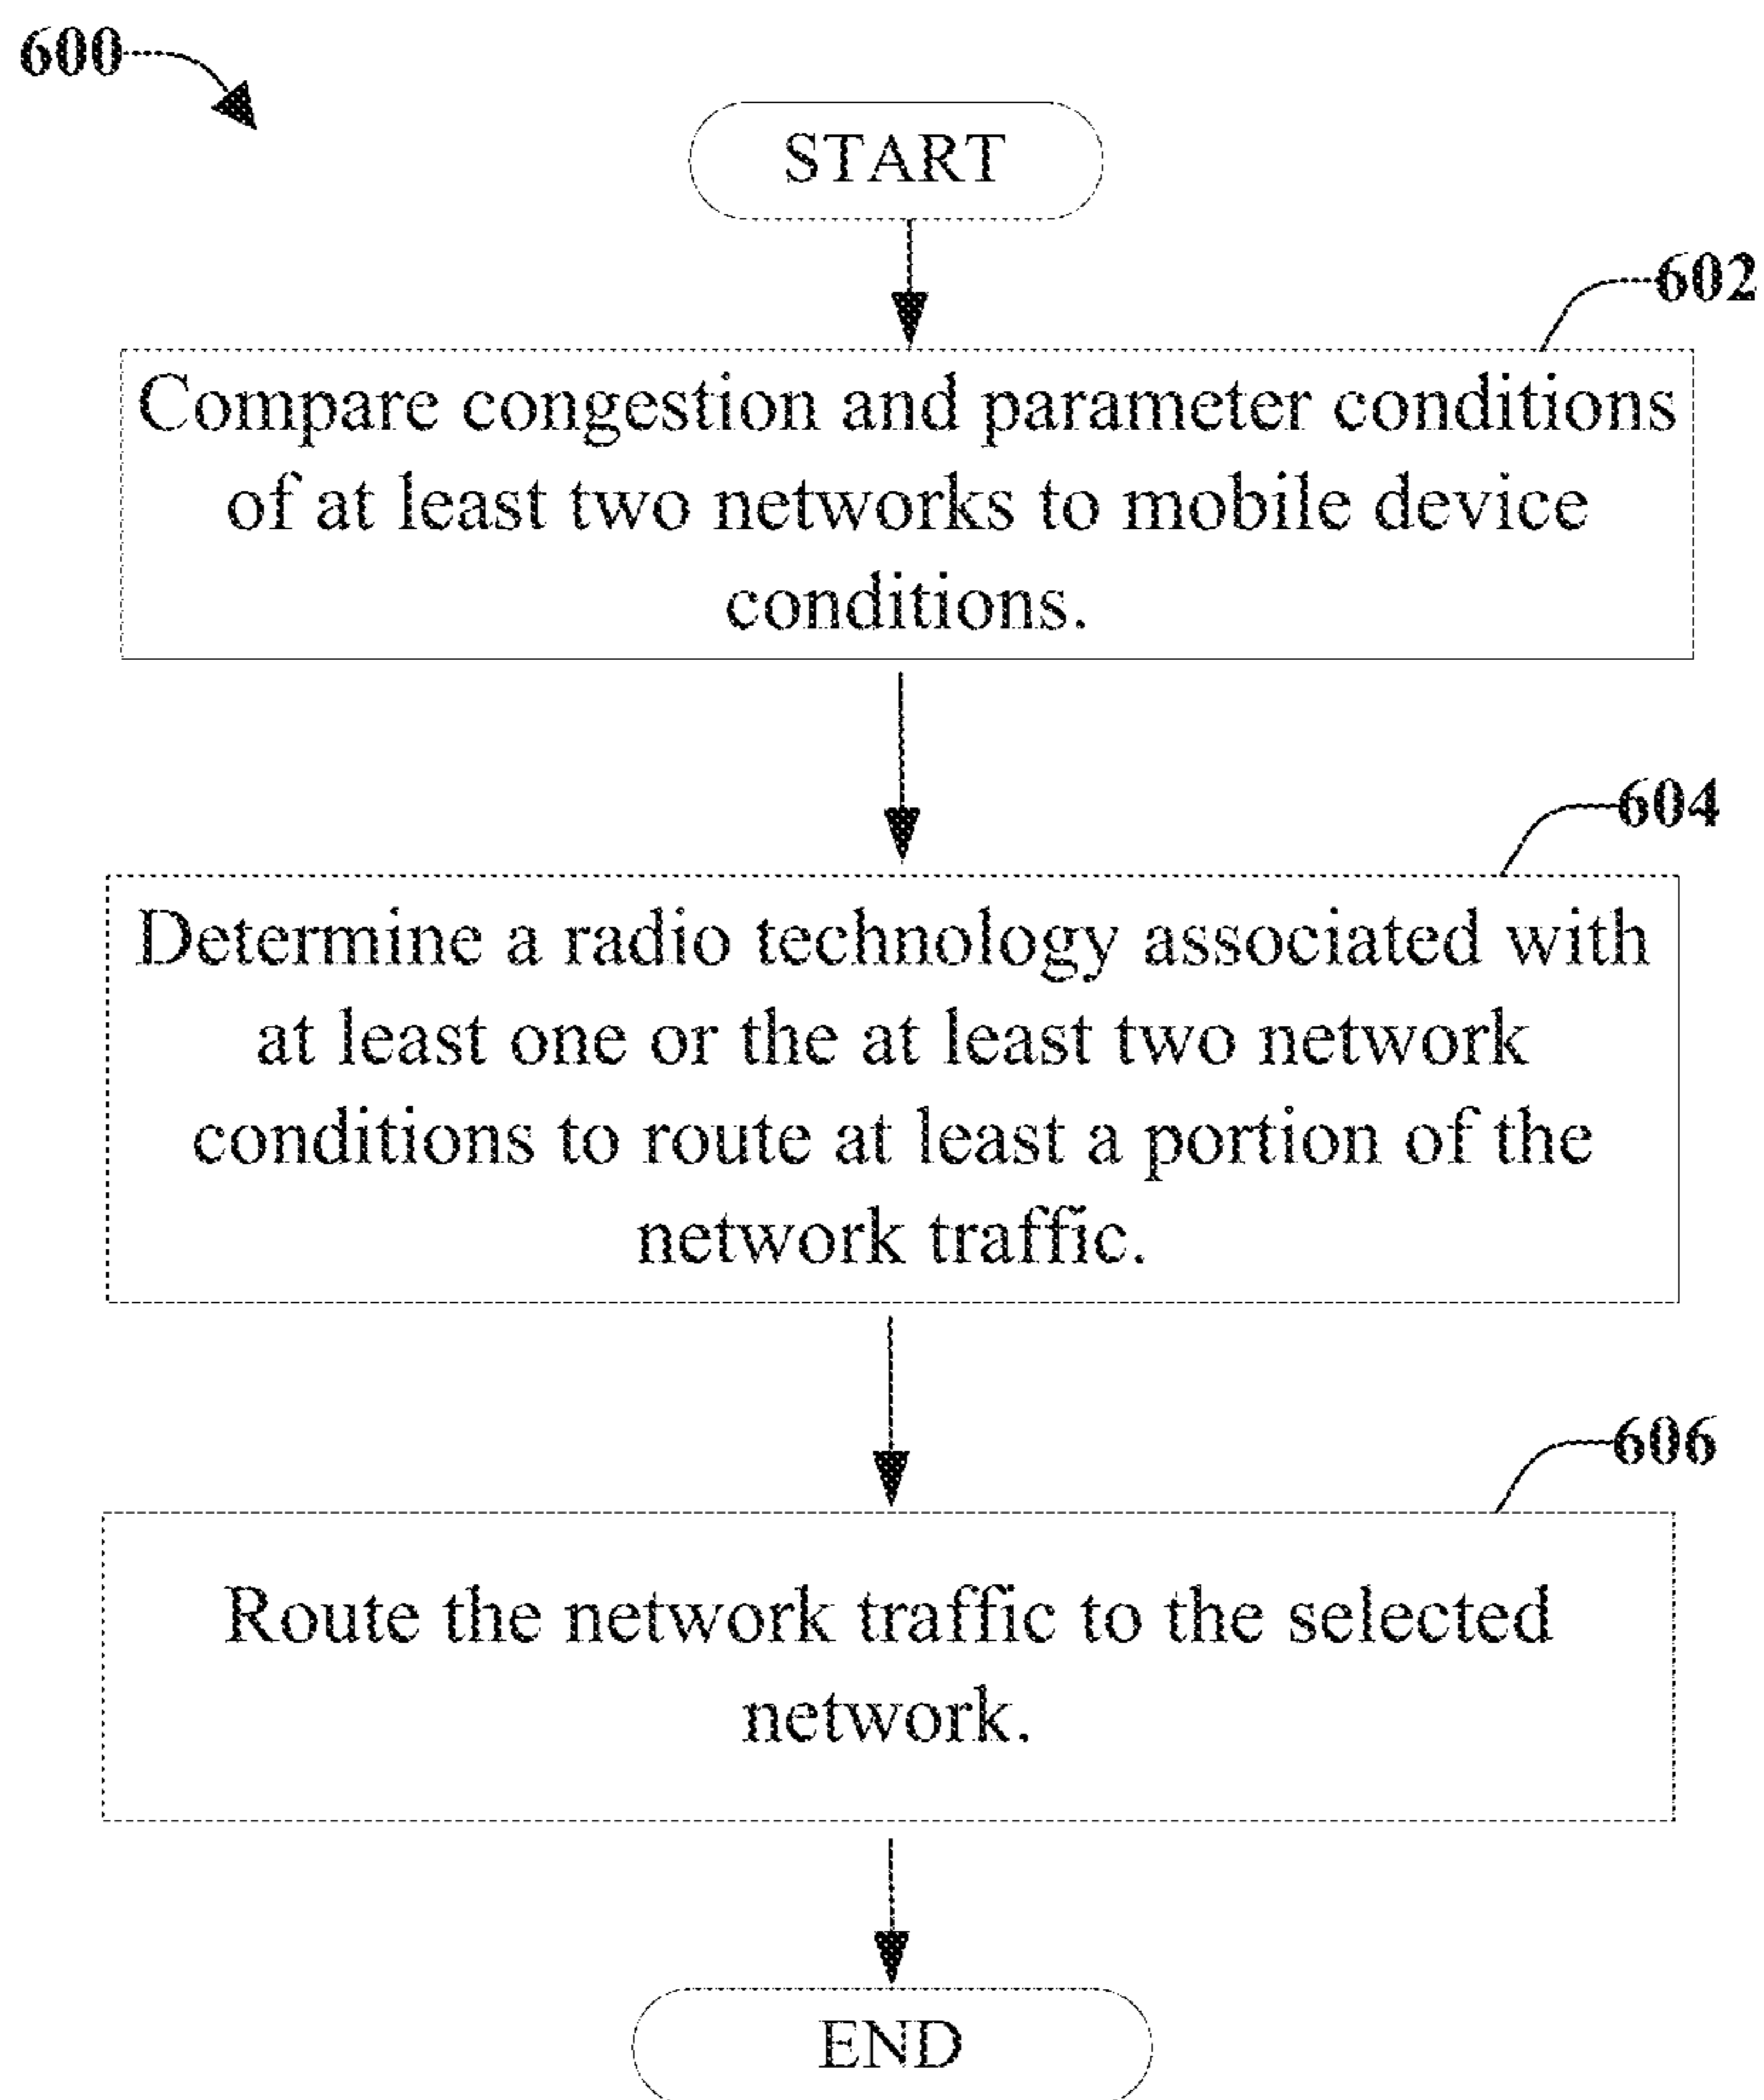 600
START
602
Compare congestion and parameter conditions
of at least two networks to mobile device
conditions.
604
Determine a radio technology associated with
at least one or the at least two network
conditions to route at least a portion of the
network traffic.
606
Route the network traffic to the selected
network.
END